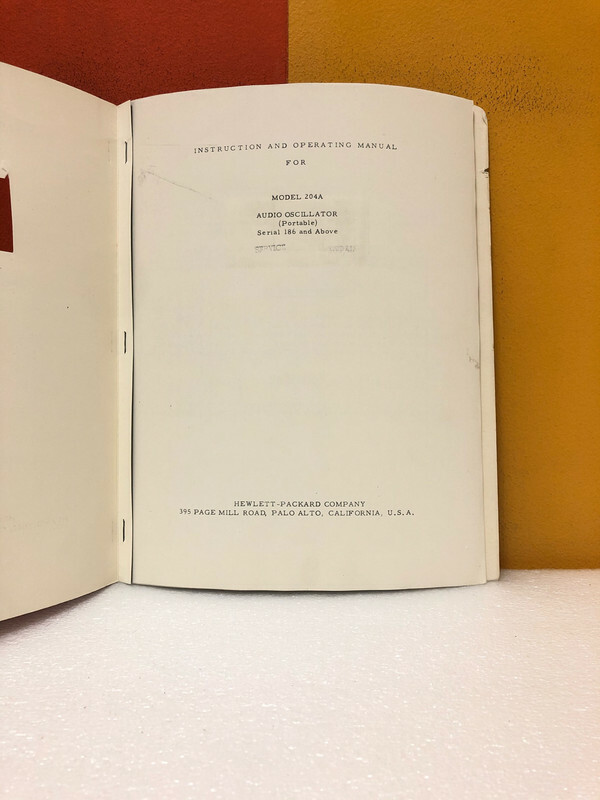 INSTRUCTION AND OPERATING MANUAL
FOR
MODEL 204A
AUDIO OSCILLATOR
(Portable)
Serial 186 and Above
HEWLETT-PACKARD COMPANY
395 PAGE MILL ROAD, PALO ALTO, CALIFORNIA, U.S.A.